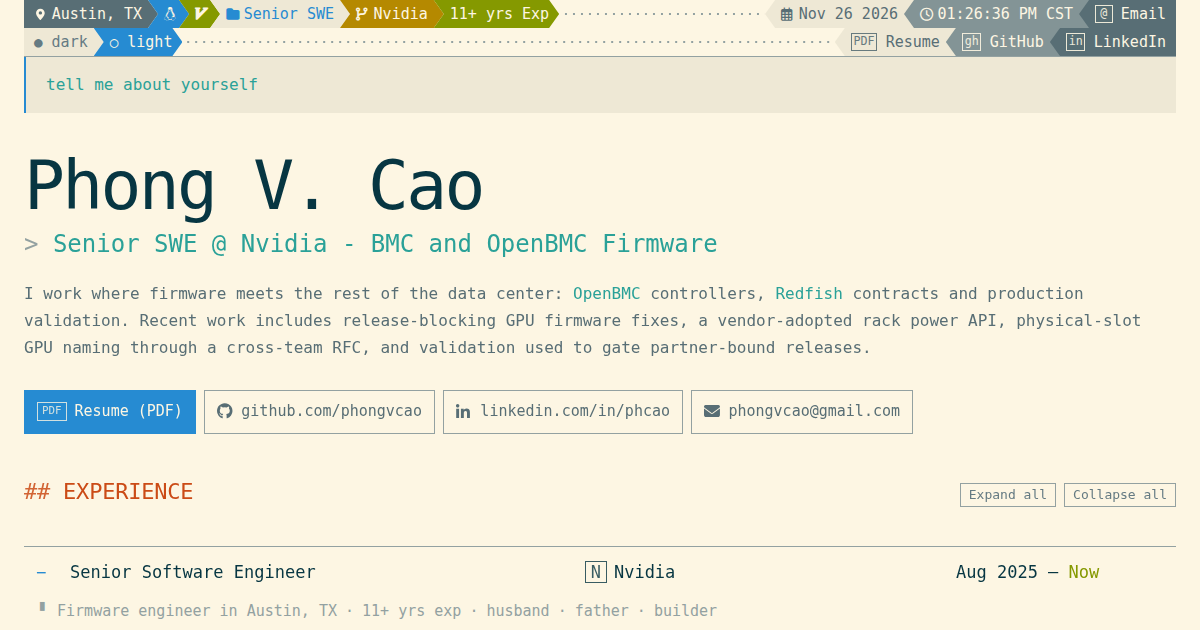 Austin, TX Senior SWE Nvidia 11+ yrs Exp Nov 26 2026 01:26:36 PM CST @ Email
dark light PDF Resume gh GitHub in LinkedIn
tell me about yourself
Phong V. Cao
> Senior SWE @ Nvidia - BMC and OpenBMC Firmware
I work where firmware meets the rest of the data center: OpenBMC controllers, Redfish contracts and production
validation. Recent work includes release-blocking GPU firmware fixes, a vendor-adopted rack power API, physical-slot
GPU naming through a cross-team RFC, and validation used to gate partner-bound releases.
PDF Resume (PDF) github.com/phongvcao linkedin.com/in/phcao phongvcao@gmail.com
## EXPERIENCE Expand all Collapse all
− Senior Software Engineer N Nvidia Aug 2025 — Now
Firmware engineer in Austin, TX · 11+ yrs exp · husband · father · builder